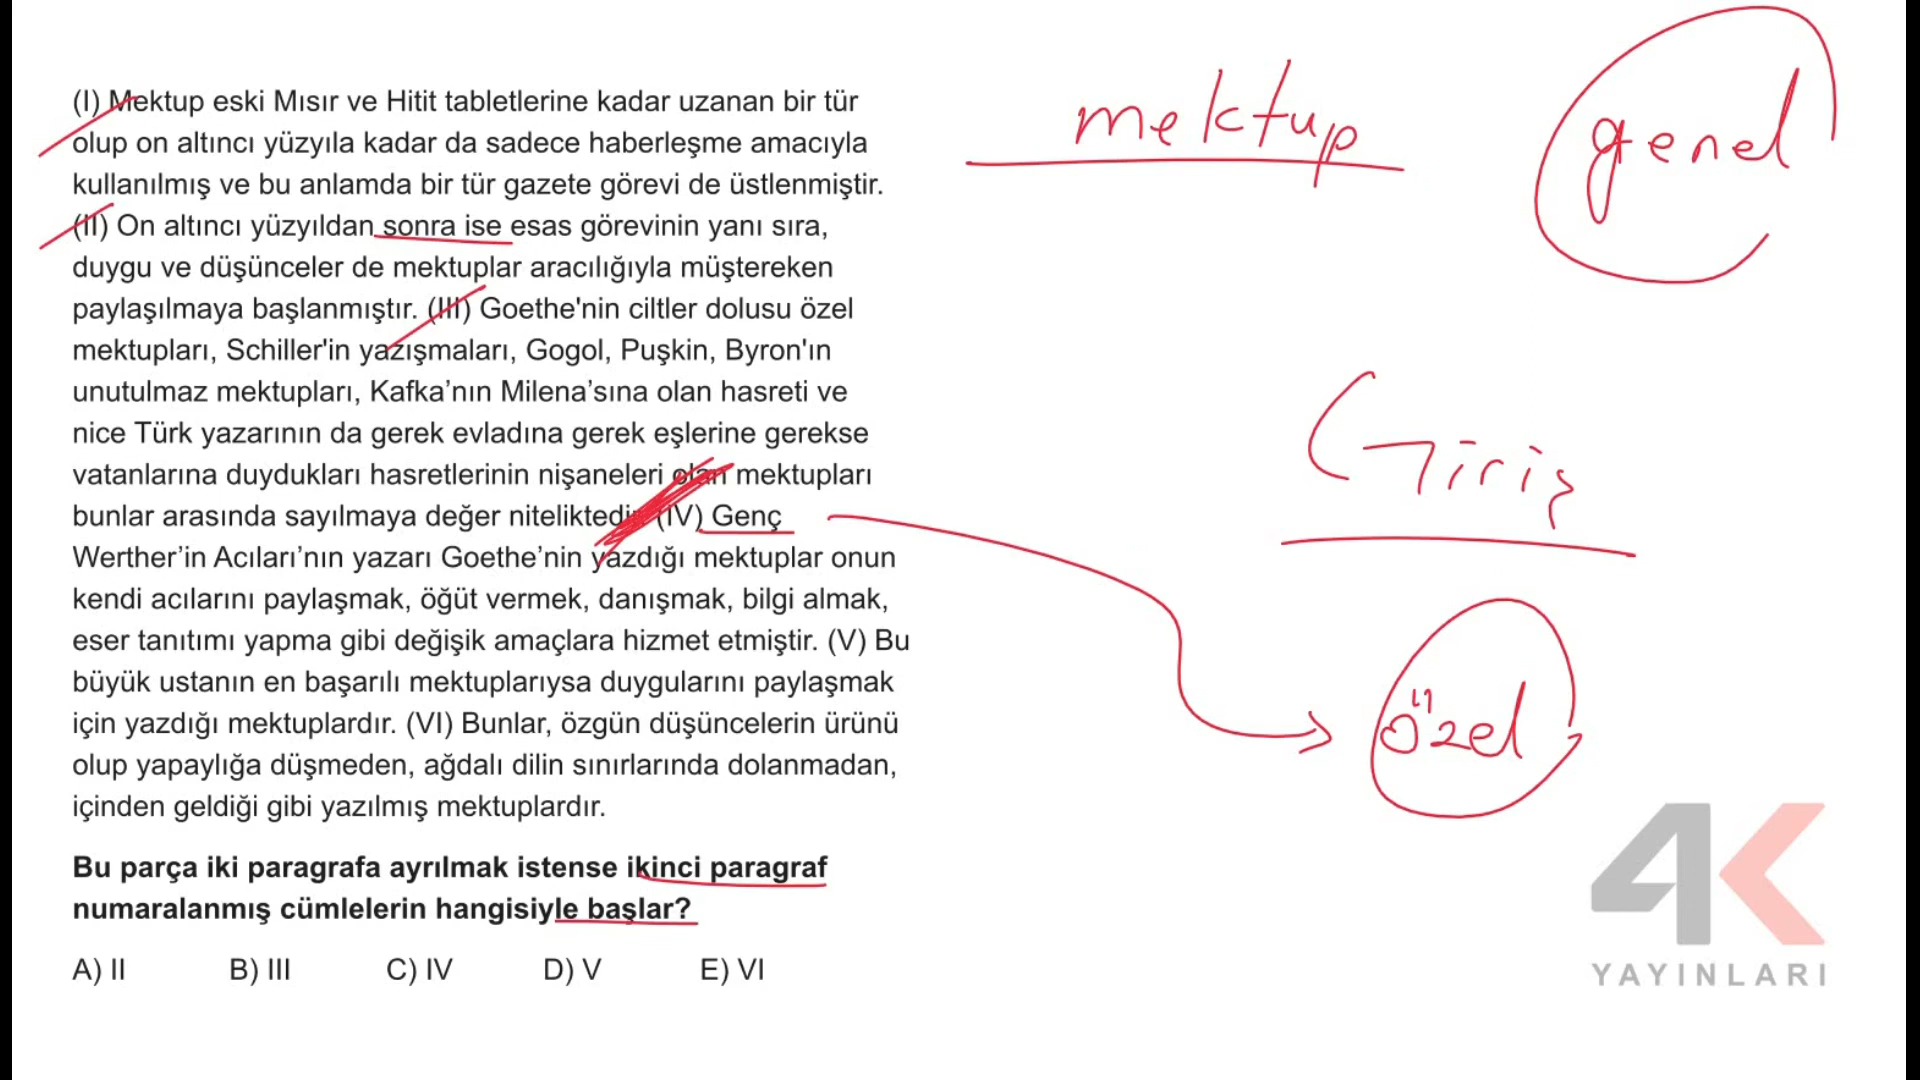 (I) Mektup eski Mısır ve Hitit tabletlerine kadar uzanan bir tür
olup on altıncı yüzyıla kadar da sadece haberleşme amacıyla
kullanılmış ve bu anlamda bir tür gazete görevi de üstlenmiştir.
(II) On altıncı yüzyıldan sonra ise esas görevinin yanı sıra,
duygu ve düşünceler de mektuplar aracılığıyla müştereken
paylaşılmaya başlanmıştır. (III) Goethe'nin ciltler dolusu özel
mektupları, Schiller'in yazışmaları, Gogol, Puşkin, Byron'ın
unutulmaz mektupları, Kafka’nın Milena’sına olan hasreti ve
nice Türk yazarının da gerek evladına gerek eşlerine gerekse
vatanlarına duydukları hasretlerinin nişaneleri olan mektupları
bunlar arasında sayılmaya değer niteliktedir. (IV) Genç
Werther’in Acıları’nın yazarı Goethe’nin yazdığı mektuplar onun
kendi acılarını paylaşmak, öğüt vermek, danışmak, bilgi almak,
eser tanıtımı yapma gibi değişik amaçlara hizmet etmiştir. (V) Bu
büyük ustanın en başarılı mektuplarıysa duygularını paylaşmak
için yazdığı mektuplardır. (VI) Bunlar, özgün düşüncelerin ürünü
olup yapaylığa düşmeden, ağdalı dilin sınırlarında dolanmadan,
içinden geldiği gibi yazılmış mektuplardır.
Bu parça iki paragrafa ayrılmak istense ikinci paragraf
numaralanmış cümlelerin hangisiyle başlar?
A) II B) III C) IV D) V E) VI
mektup
genel
Giriş
özel
4K
YAYINLARI